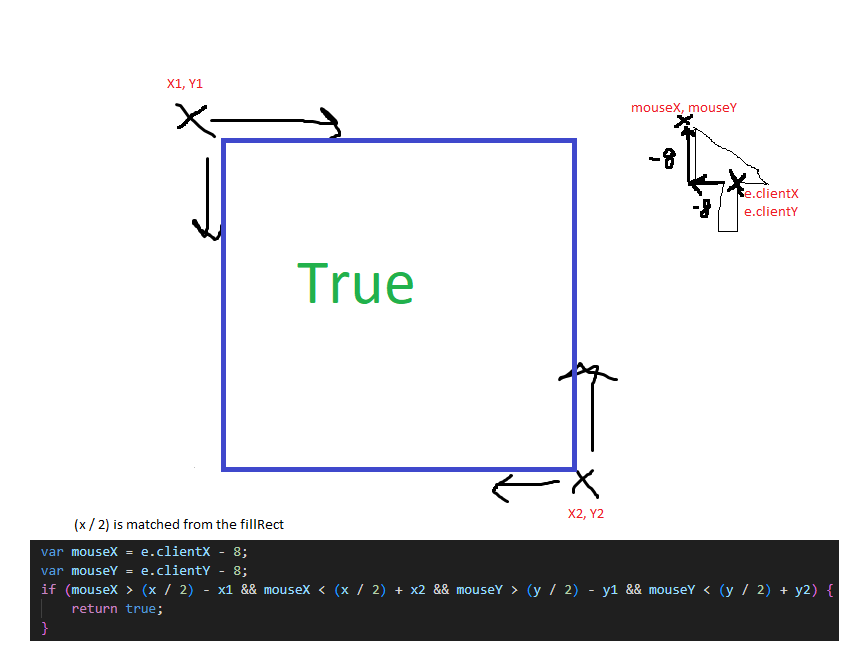 X1, Y1
X
mouseX, mouseY
X
-8
X
-8
e.clientX
e.clientY
True
X
X2, Y2
(x / 2) is matched from the fillRect
var mouseX = e.clientX - 8;
var mouseY = e.clientY - 8;
if (mouseX > (x / 2) - x1 && mouseX < (x / 2) + x2 && mouseY > (y / 2) - y1 && mouseY < (y / 2) + y2) {
return true;
}